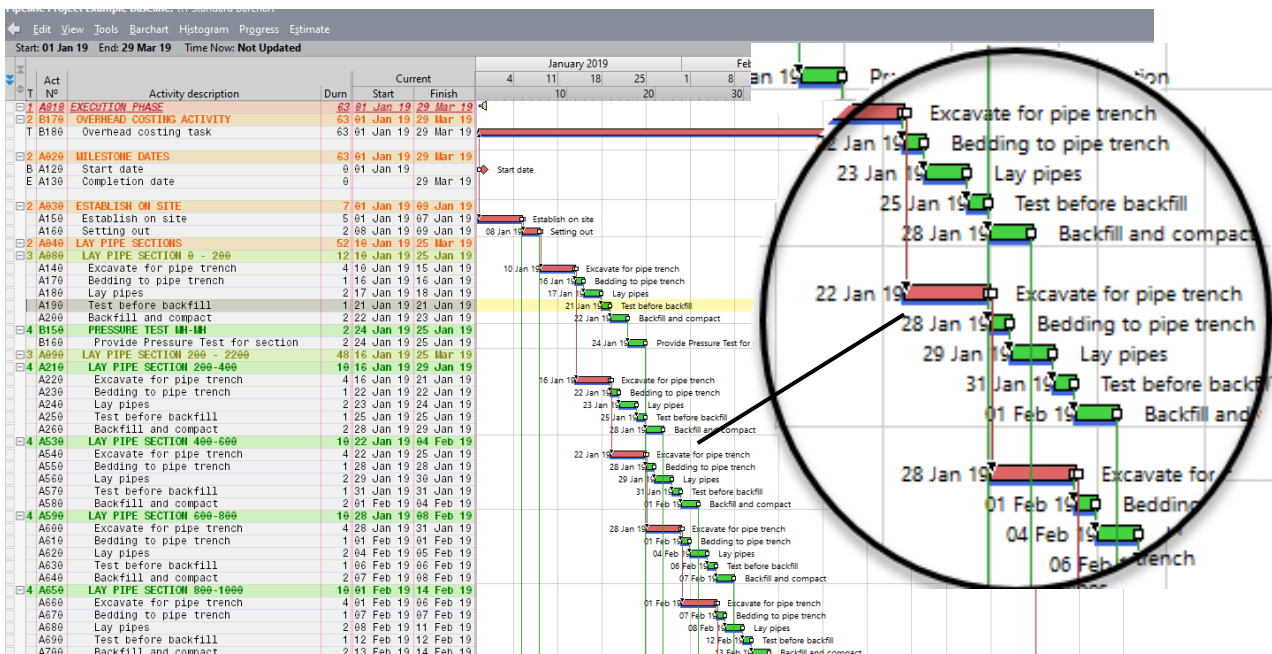 Pipeline Project Example Baseline: 1:1 Standard Barchart
Edit View Tools Barchart Histogram Progress Estimate
Start: 01 Jan 19 End: 29 Mar 19 Time Now: Not Updated
January 2019 Feb
Act Current 4 11 18 25 1 8
T Nº Activity description Durn Start Finish 10 20 30
1 A010 EXECUTION PHASE 63 01 Jan 19 29 Mar 19
2 B170 OVERHEAD COSTING ACTIVITY 63 01 Jan 19 29 Mar 19
T B180 Overhead costing task 63 01 Jan 19 29 Mar 19
2 A020 MILESTONE DATES 63 01 Jan 19 29 Mar 19
B A120 Start date 0 01 Jan 19 Start date
E A130 Completion date 0 29 Mar 19
2 A030 ESTABLISH ON SITE 7 01 Jan 19 09 Jan 19
A150 Establish on site 5 01 Jan 19 07 Jan 19 Establish on site
A160 Setting out 2 08 Jan 19 09 Jan 19 08 Jan 19 Setting out
2 A040 LAY PIPE SECTIONS 52 10 Jan 19 25 Mar 19
3 A080 LAY PIPE SECTION 0 - 200 12 10 Jan 19 25 Jan 19
A140 Excavate for pipe trench 4 10 Jan 19 15 Jan 19 10 Jan 19 Excavate for pipe trench
A170 Bedding to pipe trench 1 16 Jan 19 16 Jan 19 16 Jan 19 Bedding to pipe trench
A180 Lay pipes 2 17 Jan 19 18 Jan 19 17 Jan 19 Lay pipes
A190 Test before backfill 1 21 Jan 19 21 Jan 19 21 Jan 19 Test before backfill
A200 Backfill and compact 2 22 Jan 19 23 Jan 19 22 Jan 19 Backfill and compact
4 B150 PRESSURE TEST MH-MH 2 24 Jan 19 25 Jan 19
B160 Provide Pressure Test for section 2 24 Jan 19 25 Jan 19 24 Jan 19 Provide Pressure Test for
3 A090 LAY PIPE SECTION 200 - 2200 48 16 Jan 19 25 Mar 19
4 A210 LAY PIPE SECTION 200-400 10 16 Jan 19 29 Jan 19
A220 Excavate for pipe trench 4 16 Jan 19 21 Jan 19 16 Jan 19 Excavate for pipe trench
A230 Bedding to pipe trench 1 22 Jan 19 22 Jan 19 22 Jan 19 Bedding to pipe trench
A240 Lay pipes 2 23 Jan 19 24 Jan 19 23 Jan 19 Lay pipes
A250 Test before backfill 1 25 Jan 19 25 Jan 19 25 Jan 19 Test before backfill
A260 Backfill and compact 2 28 Jan 19 29 Jan 19 28 Jan 19 Backfill and compact
4 A530 LAY PIPE SECTION 400-600 10 22 Jan 19 04 Feb 19
A540 Excavate for pipe trench 4 22 Jan 19 25 Jan 19 22 Jan 19 Excavate for pipe trench
A550 Bedding to pipe trench 1 28 Jan 19 28 Jan 19 28 Jan 19 Bedding to pipe trench
A560 Lay pipes 2 29 Jan 19 30 Jan 19 29 Jan 19 Lay pipes
A570 Test before backfill 1 31 Jan 19 31 Jan 19 31 Jan 19 Test before backfill
A580 Backfill and compact 2 01 Feb 19 04 Feb 19 01 Feb 19 Backfill and compact
4 A590 LAY PIPE SECTION 600-800 10 28 Jan 19 08 Feb 19
A600 Excavate for pipe trench 4 28 Jan 19 31 Jan 19 28 Jan 19 Excavate for pipe trench
A610 Bedding to pipe trench 1 01 Feb 19 01 Feb 19 01 Feb 19 Bedding to pipe trench
A620 Lay pipes 2 04 Feb 19 05 Feb 19 04 Feb 19 Lay pipes
A630 Test before backfill 1 06 Feb 19 06 Feb 19 06 Feb 19 Test before backfill
A640 Backfill and compact 2 07 Feb 19 08 Feb 19 07 Feb 19 Backfill and compact
4 A650 LAY PIPE SECTION 800-1000 10 01 Feb 19 14 Feb 19
A660 Excavate for pipe trench 4 01 Feb 19 06 Feb 19 01 Feb 19 Excavate for pipe trench
A670 Bedding to pipe trench 1 07 Feb 19 07 Feb 19 07 Feb 19 Bedding to pipe trench
A680 Lay pipes 2 08 Feb 19 11 Feb 19 08 Feb 19 Lay pipes
A690 Test before backfill 1 12 Feb 19 12 Feb 19 12 Feb 19 Test before backfill
A700 Backfill and compact 2 13 Feb 19 14 Feb 19 13 Feb 19 Backfill and compact
an 19
Excavate for pipe trench
2 Jan 19 Bedding to pipe trench
23 Jan 19 Lay pipes
25 Jan 19 Test before backfill
28 Jan 19 Backfill and compact
22 Jan 19 Excavate for pipe trench
28 Jan 19 Bedding to pipe trench
29 Jan 19 Lay pipes
31 Jan 19 Test before backf
01 Feb 19 Backfill and
28 Jan 19 Excavate for
01 Feb 19 Bedding
04 Feb 19
06 Feb trench